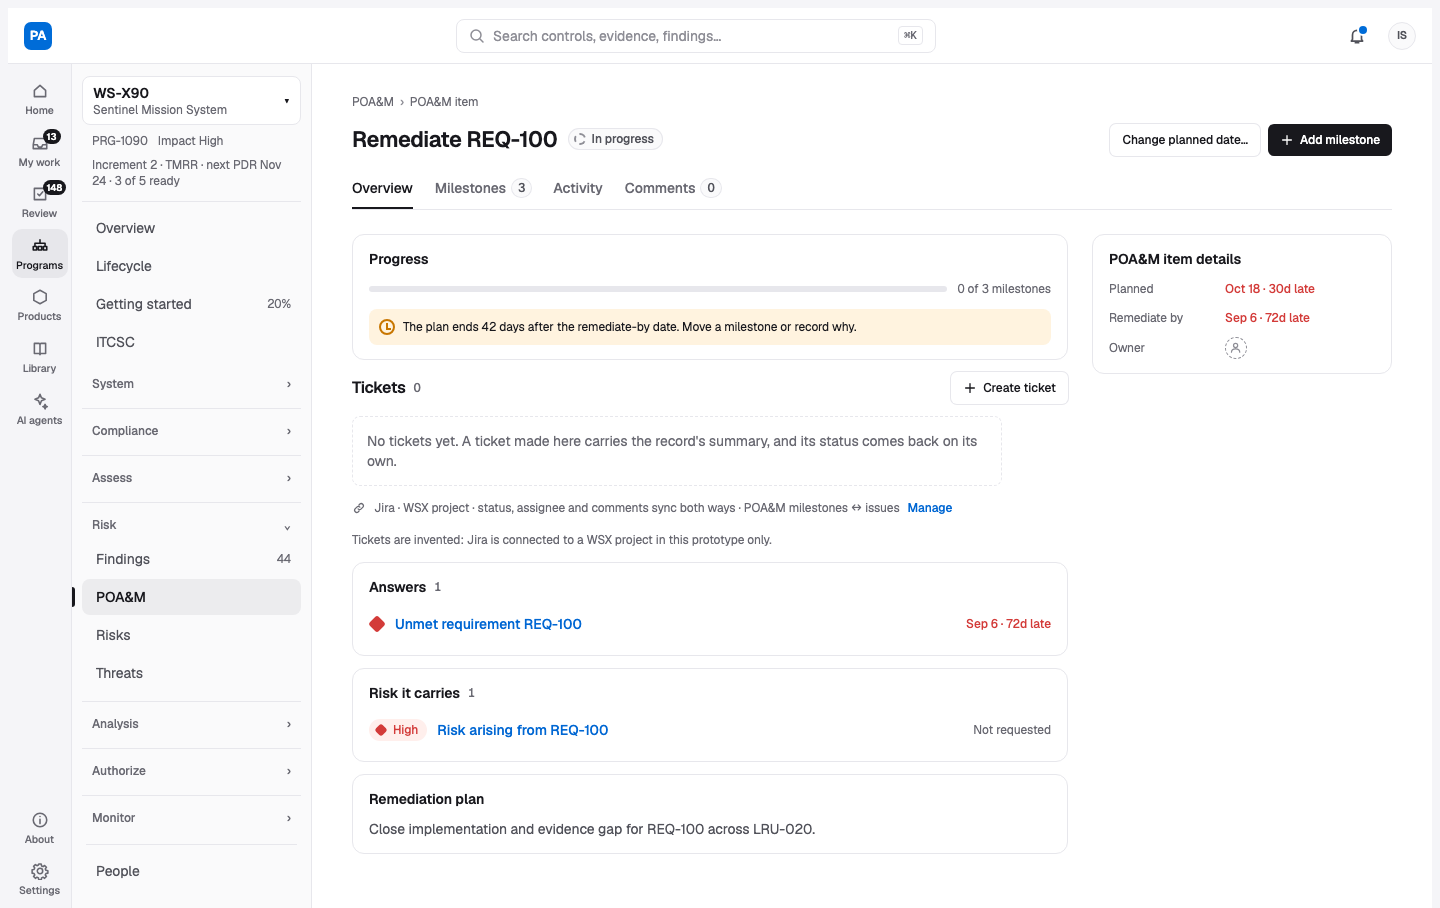 PA
Search controls, evidence, findings...
⌘K
IS
Home
13
My work
148
Review
Programs
Products
Library
AI agents
About
Settings
WS-X90
Sentinel Mission System
PRG-1090 Impact High
Increment 2 · TMRR · next PDR Nov
24 · 3 of 5 ready
Overview
Lifecycle
Getting started 20%
ITCSC
System
Compliance
Assess
Risk
Findings 44
POA&M
Risks
Threats
Analysis
Authorize
Monitor
People
POA&M › POA&M item
Remediate REQ-100 In progress
Change planned date...
Add milestone
Overview Milestones 3 Activity Comments 0
Progress
0 of 3 milestones
The plan ends 42 days after the remediate-by date. Move a milestone or record why.
Tickets 0
Create ticket
No tickets yet. A ticket made here carries the record's summary, and its status comes back on its
own.
Jira · WSX project · status, assignee and comments sync both ways · POA&M milestones ↔ issues Manage
Tickets are invented: Jira is connected to a WSX project in this prototype only.
Answers 1
Unmet requirement REQ-100 Sep 6 · 72d late
Risk it carries 1
High Risk arising from REQ-100 Not requested
Remediation plan
Close implementation and evidence gap for REQ-100 across LRU-020.
POA&M item details
Planned Oct 18 · 30d late
Remediate by Sep 6 · 72d late
Owner